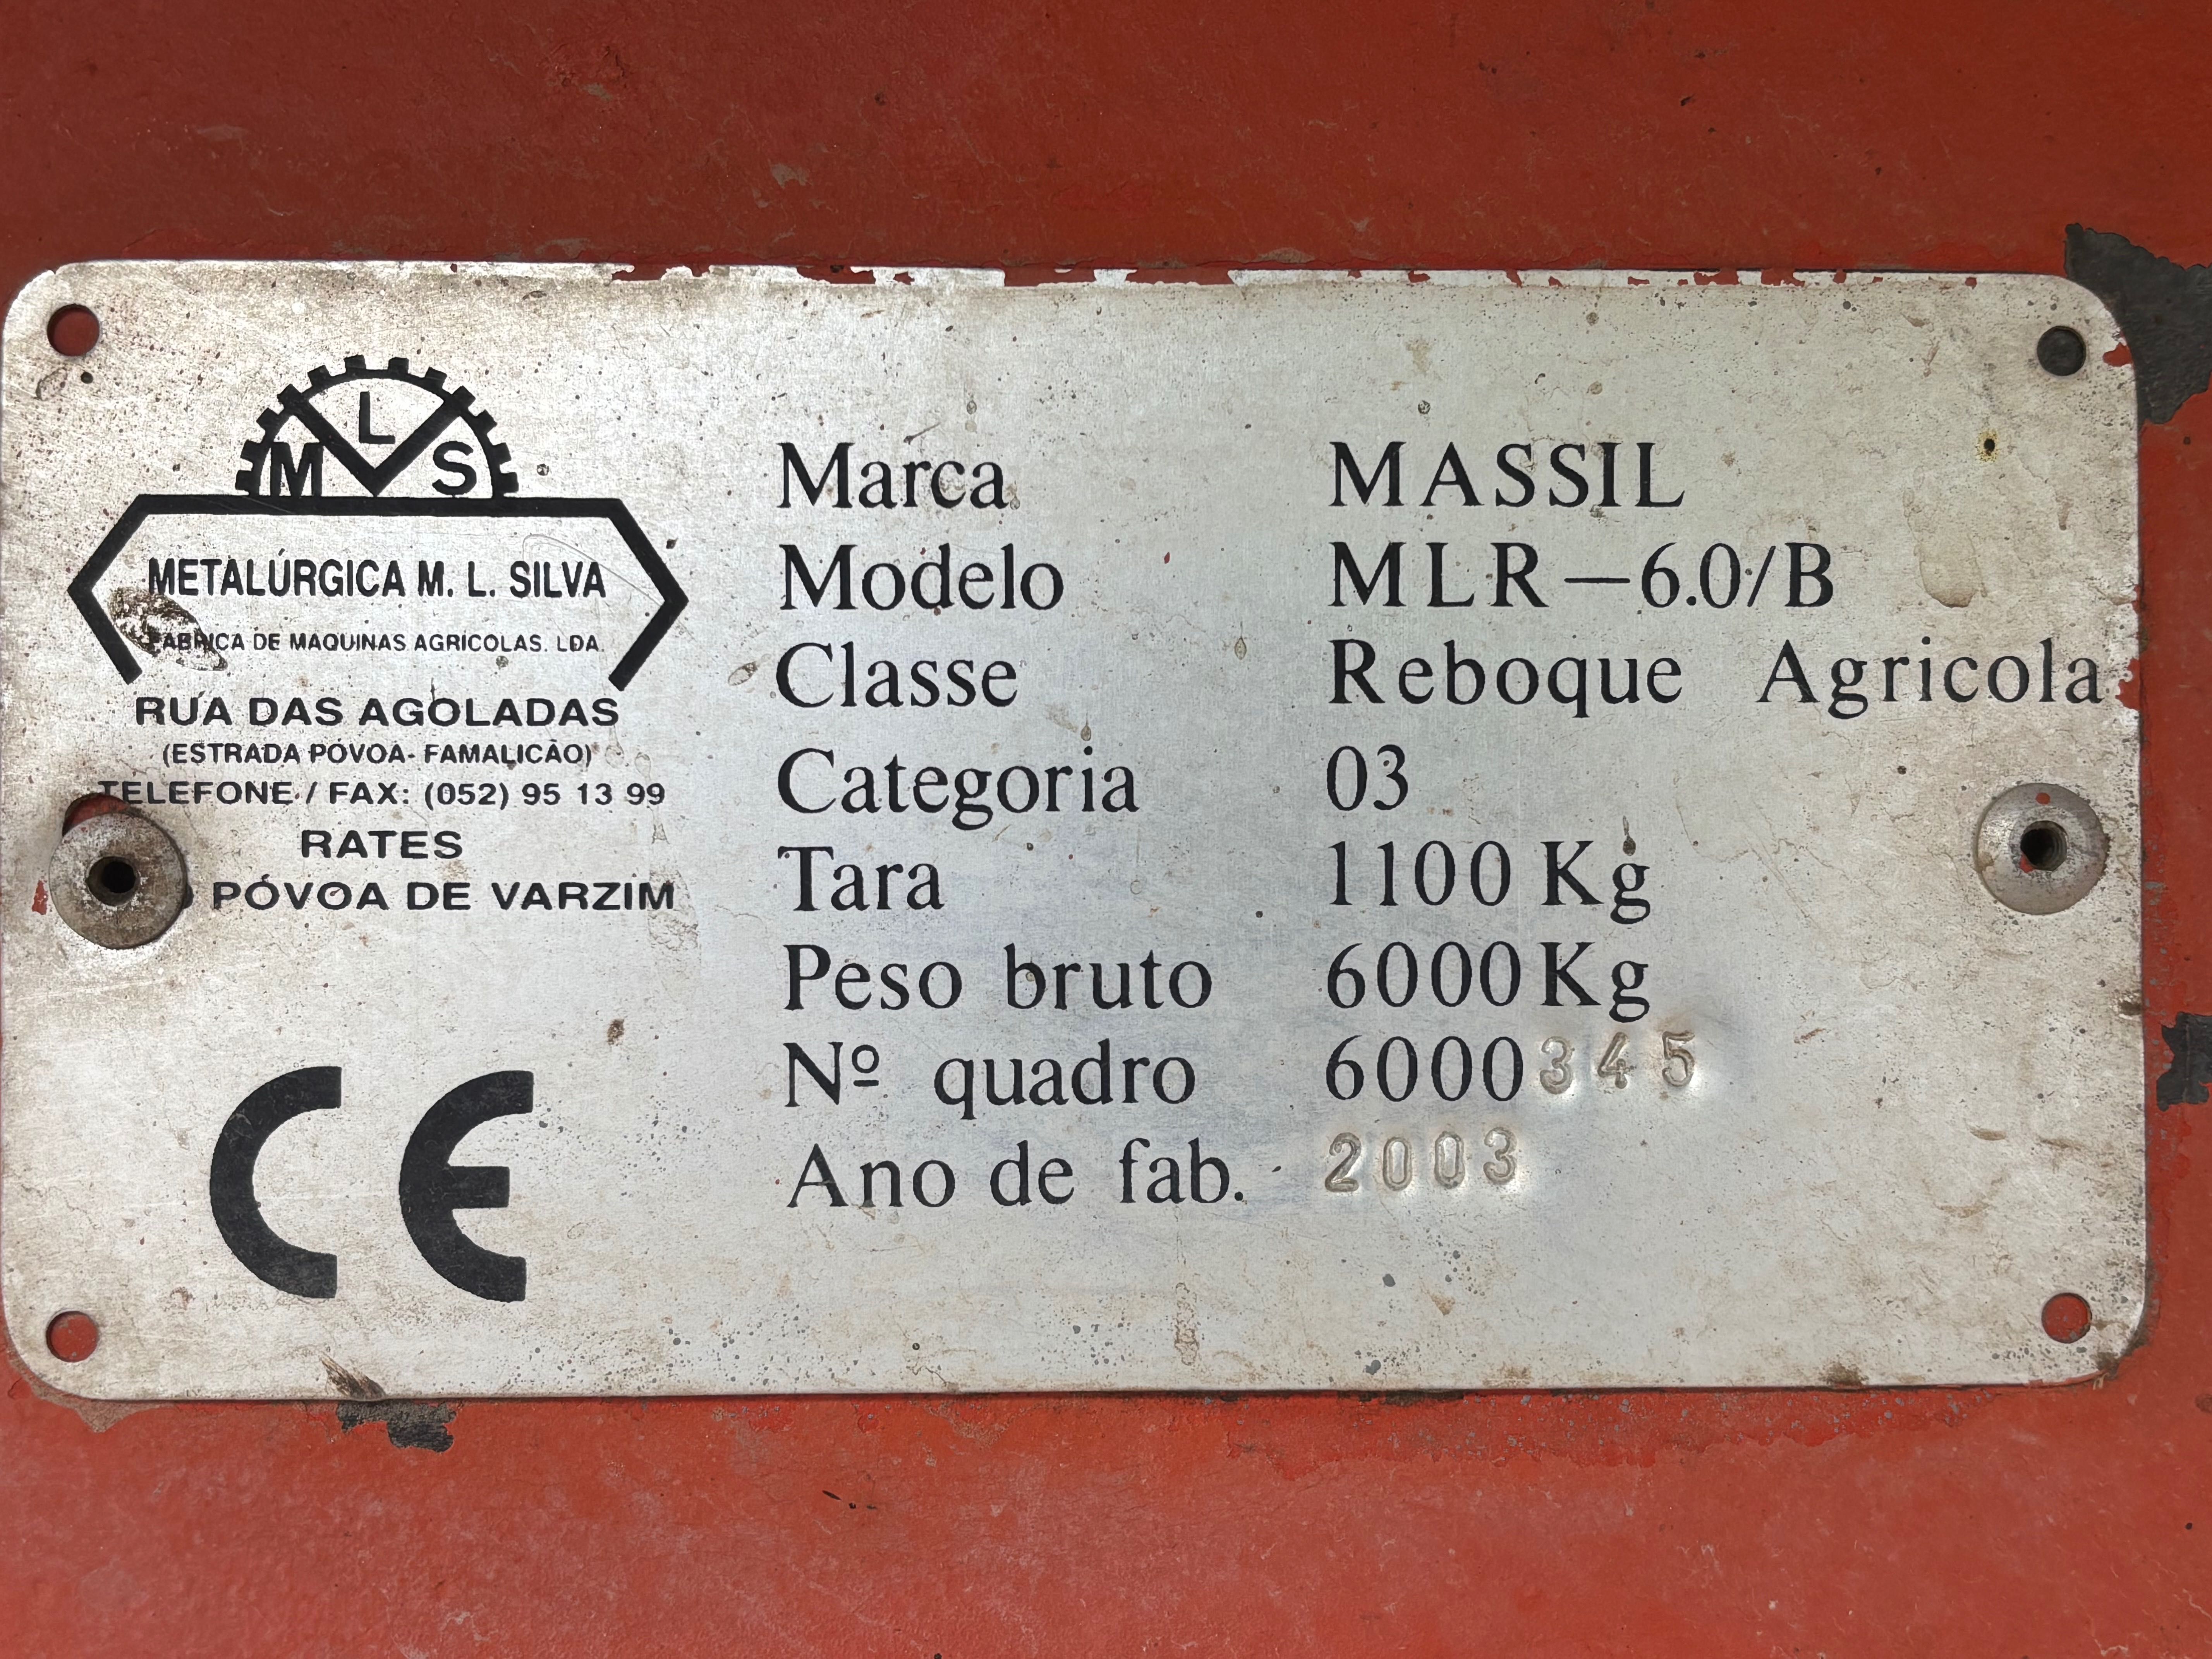 M L S
METALÚRGICA M. L. SILVA
FABRICA DE MAQUINAS AGRICOLAS. LDA.
RUA DAS AGOLADAS
(ESTRADA PÓVOA- FAMALICÃO)
TELEFONE / FAX: (052) 95 13 99
RATES
PÓVOA DE VARZIM
CE
Marca MASSIL
Modelo MLR-6.0/B
Classe Reboque Agricola
Categoria 03
Tara 1100 Kg
Peso bruto 6000 Kg
Nº quadro 6000345
Ano de fab. 2003